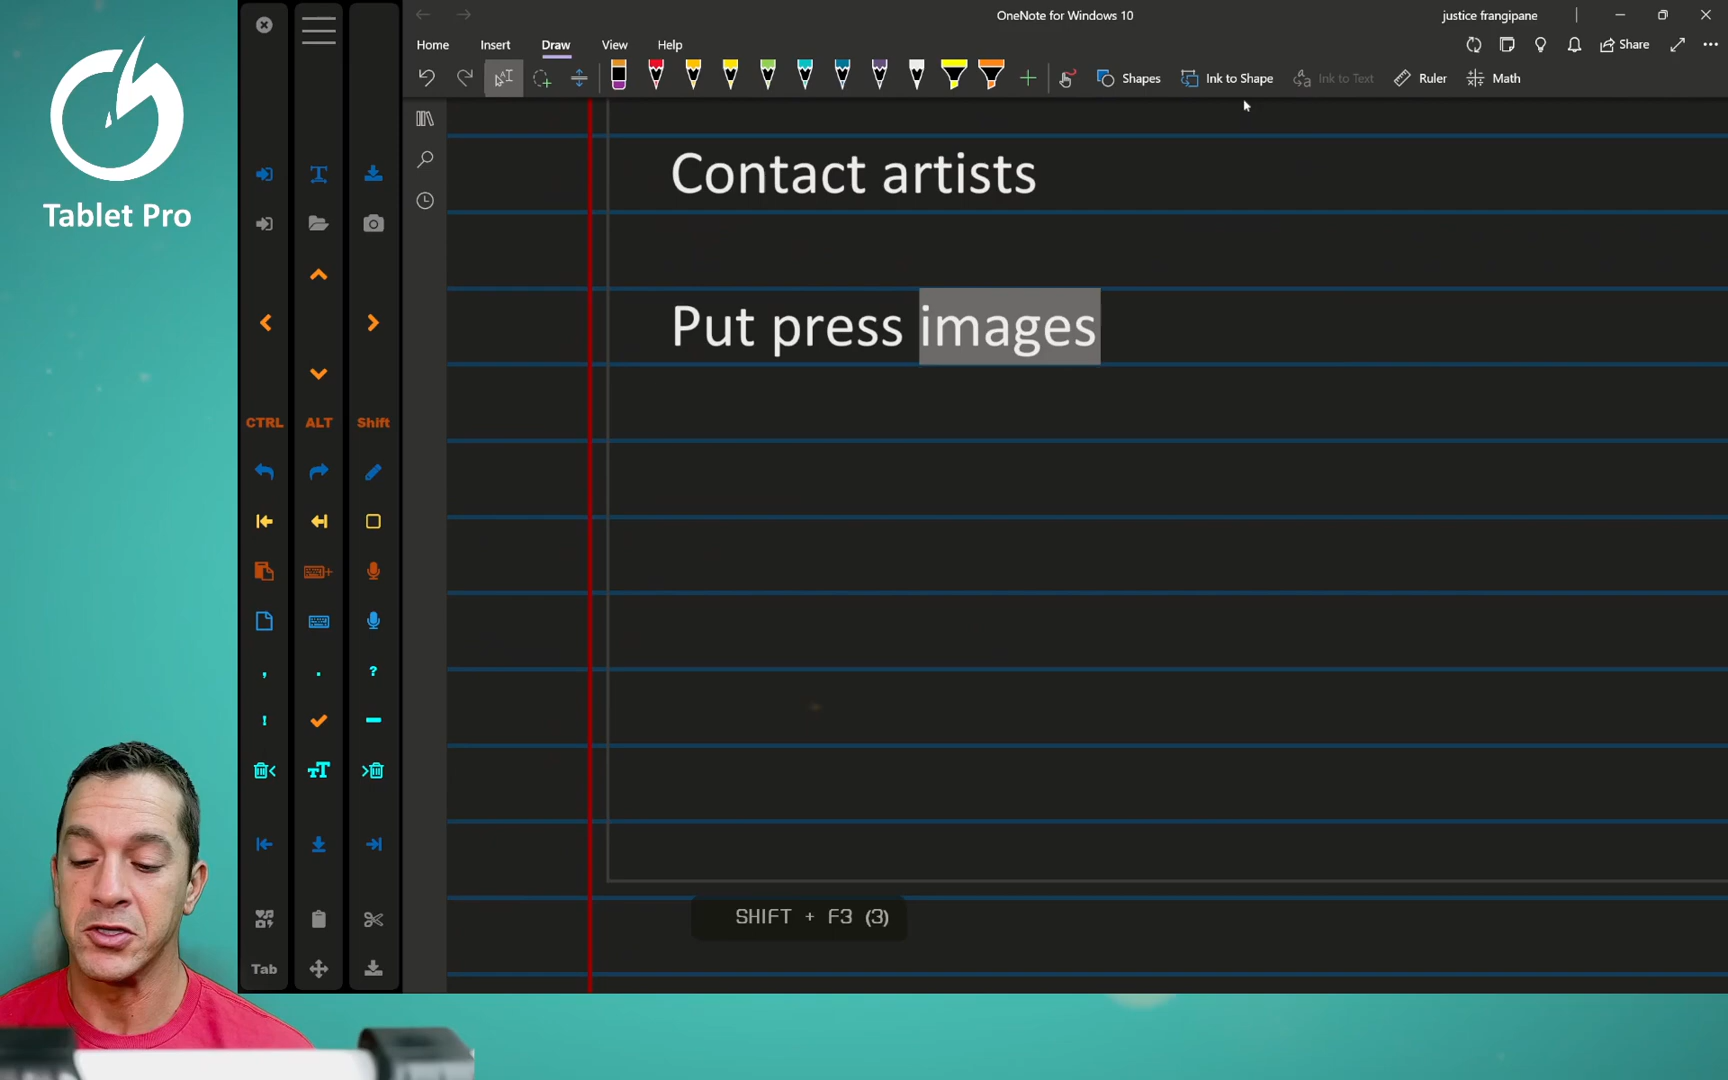 Tablet Pro
OneNote for Windows 10
justice frangipane
Home Insert Draw View Help
Share
Shapes Ink to Shape Ink to Text Ruler Math
Contact artists
Put press images
CTRL ALT Shift
, . ?
!
Tab
SHIFT + F3 (3)